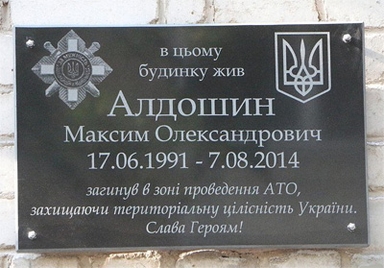 в цьому
будинку жив
Алдошин
Максим Олександрович
17.06.1991 - 7.08.2014
загинув в зоні проведення АТО,
захищаючи територіальну цілісність України.
Слава Героям!